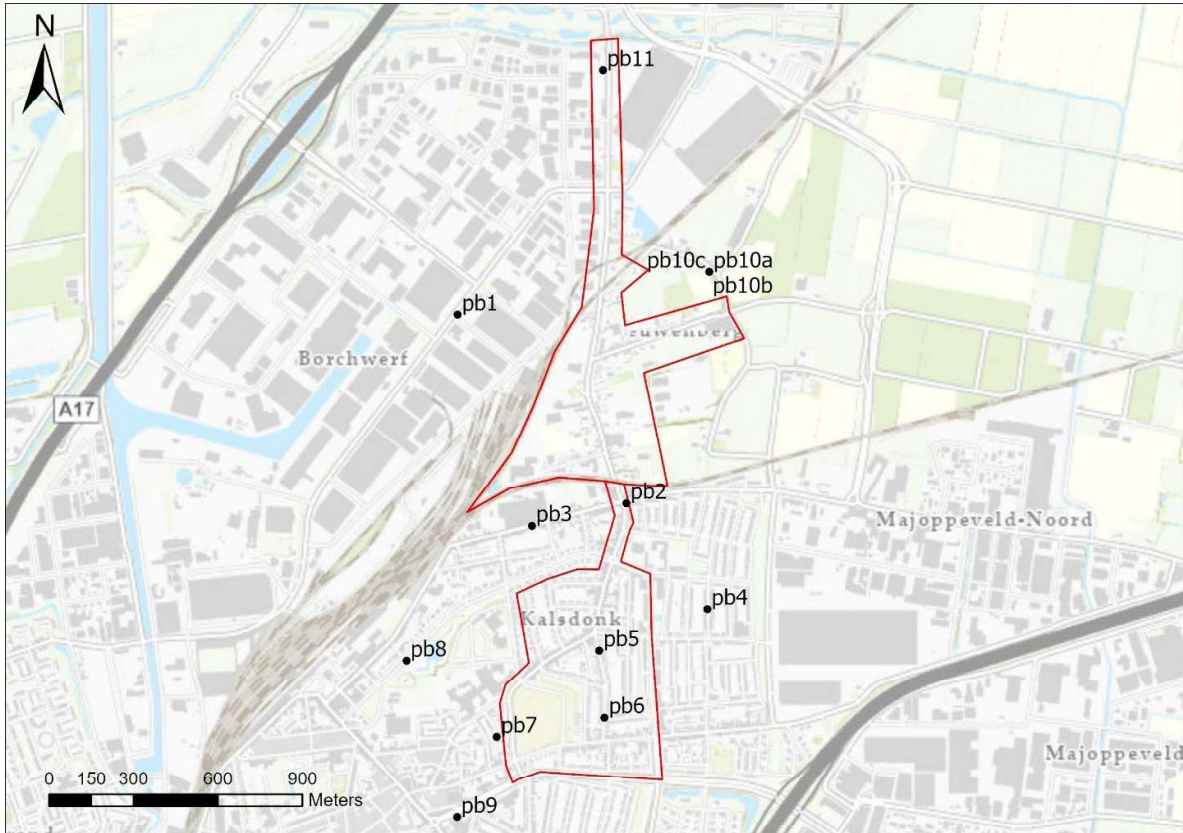 N
pb11
pb10c pb10a
pb10b
pb1
Borchwerf
A17
pb2
pb3
Majoppeveld-Noord
pb4
Kalsdonk
pb5
pb8
pb6
pb7
Majoppeveld
0 150 300 600 900
Meters
pb9